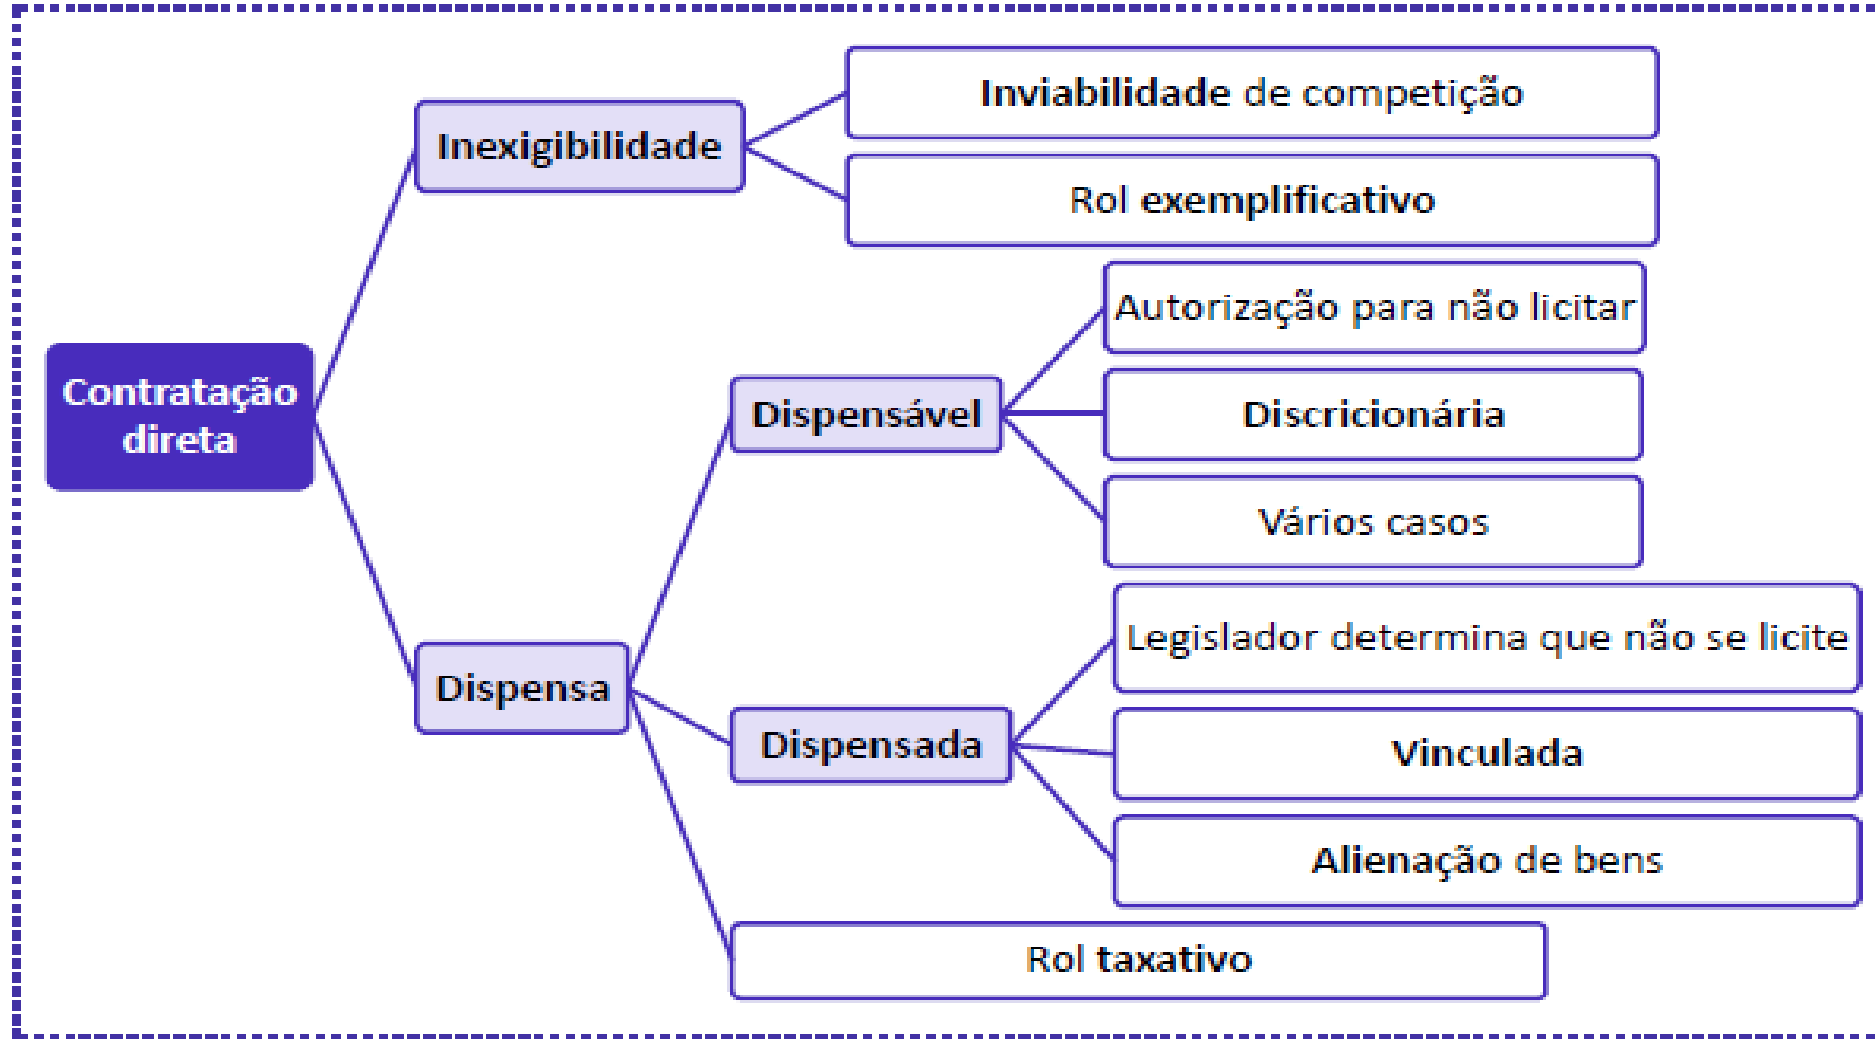 Contratação
direta
Inexigibilidade
Inviabilidade de competição
Rol exemplificativo
Dispensa
Dispensável
Autorização para não licitar
Discricionária
Vários casos
Dispensada
Legislador determina que não se licite
Vinculada
Alienação de bens
Rol taxativo